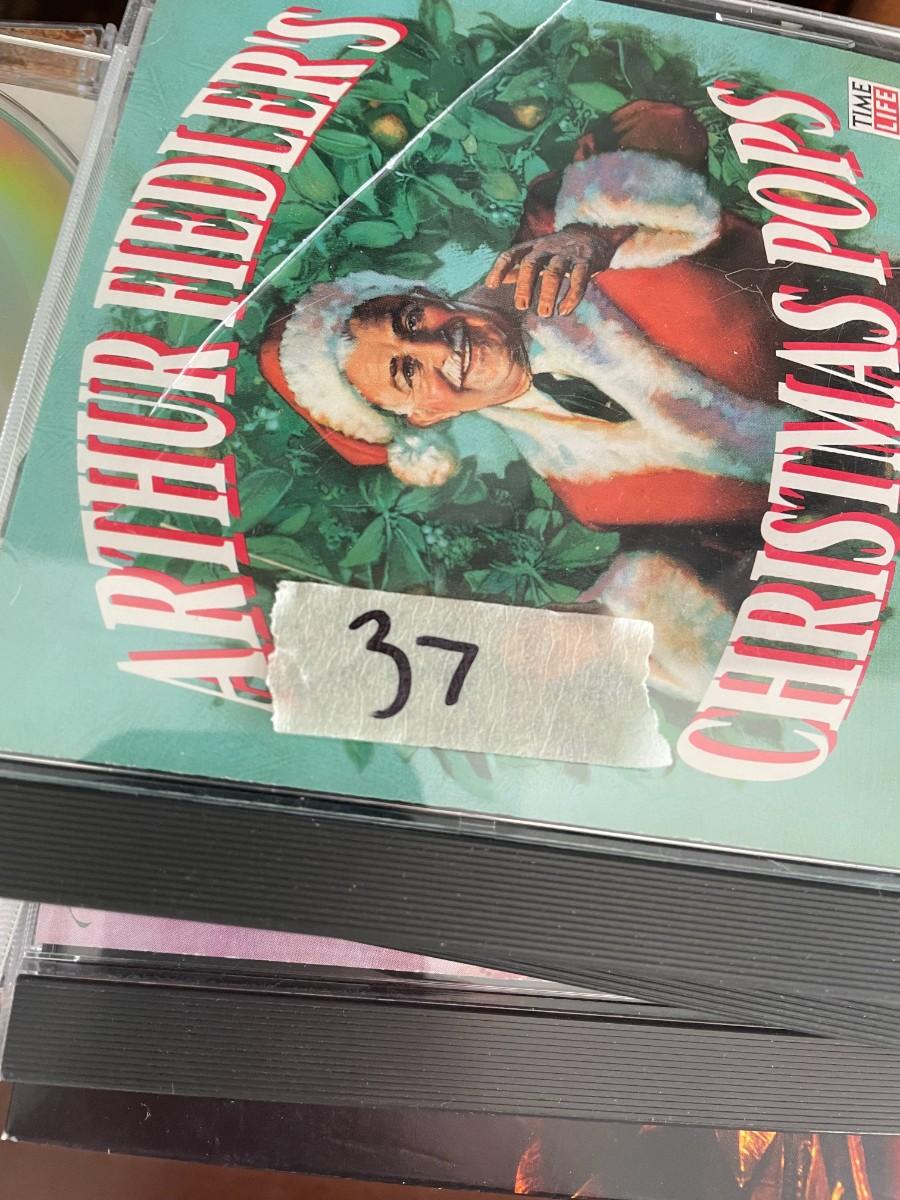 ARTHUR FIEDLER'S
CHRISTMAS POPS
TIME
LIFE
37